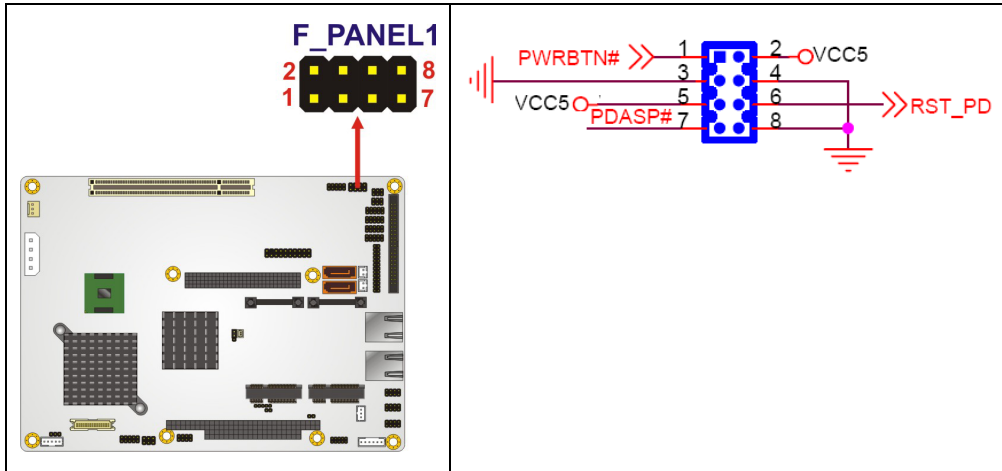 F_PANEL1
2 8
1 7
PWRBTN# 1 2 VCC5
3 4
VCC5 5 6 RST_PD
PDASP# 7 8